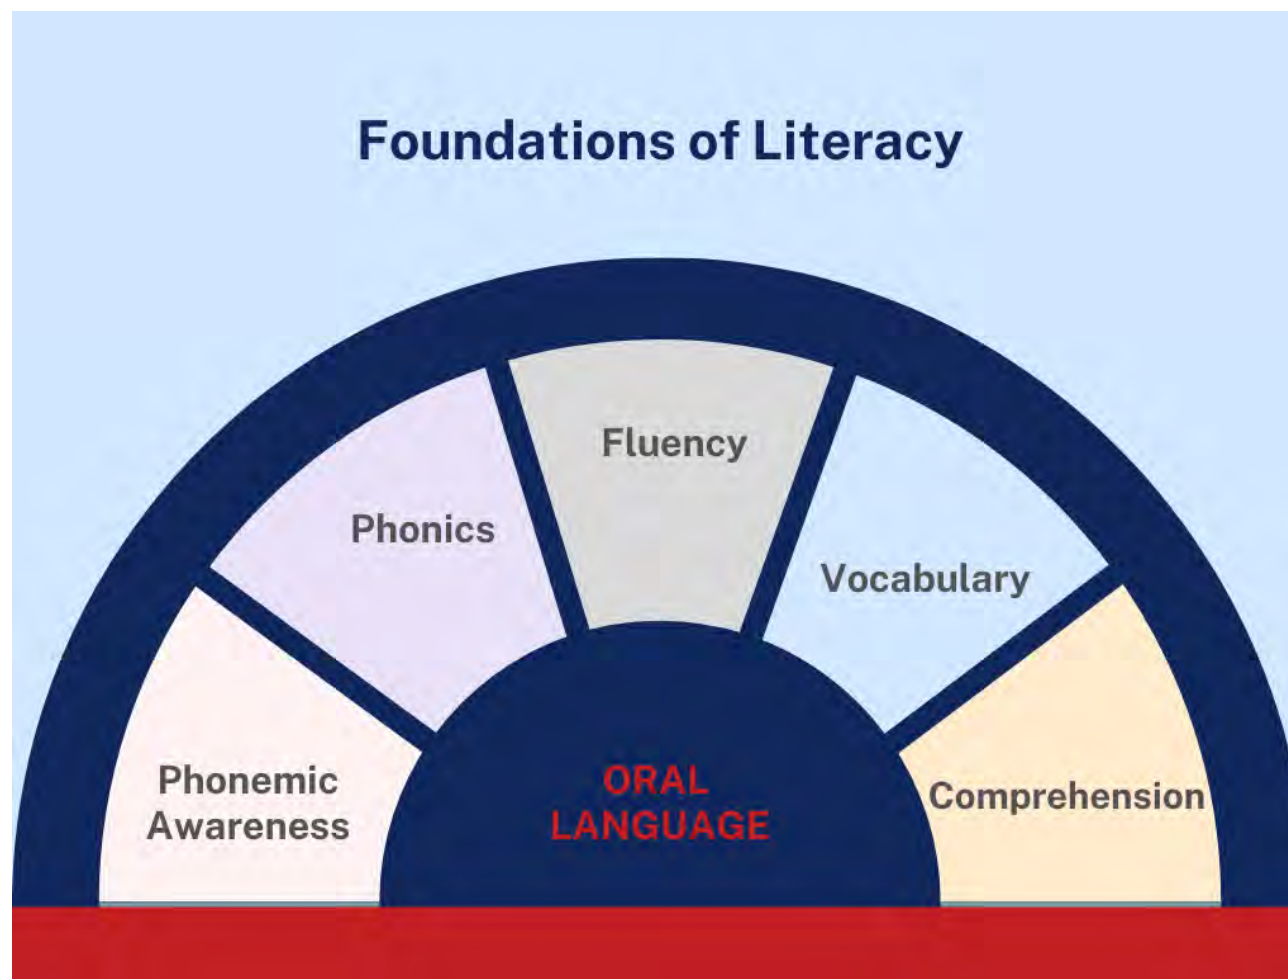 Foundations of Literacy
Phonemic
Awareness
Phonics
Fluency
Vocabulary
Comprehension
ORAL
LANGUAGE